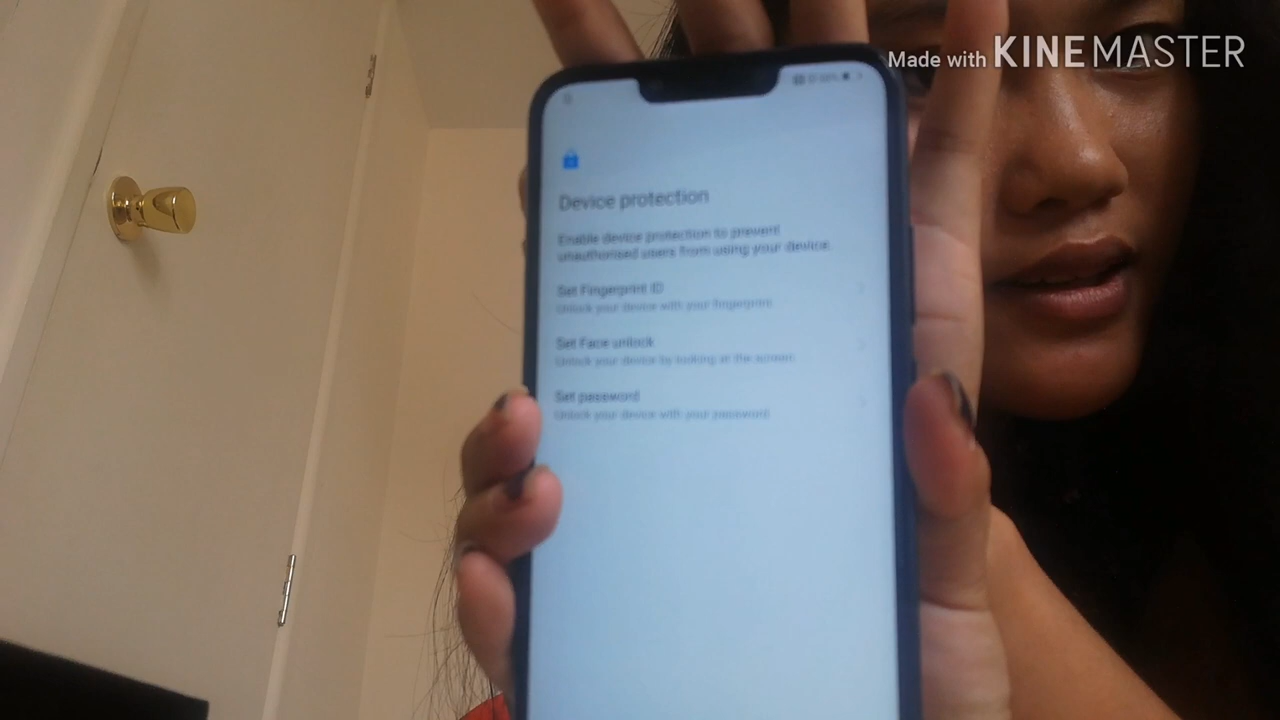 Made with KINEMASTER
Device protection
Enable device protection to prevent
unauthorised users from using your device.
Set Fingerprint ID
Unlock your device with your fingerprint
Set Face unlock
Unlock your device by looking at the screen
Set password
Unlock your device with your password